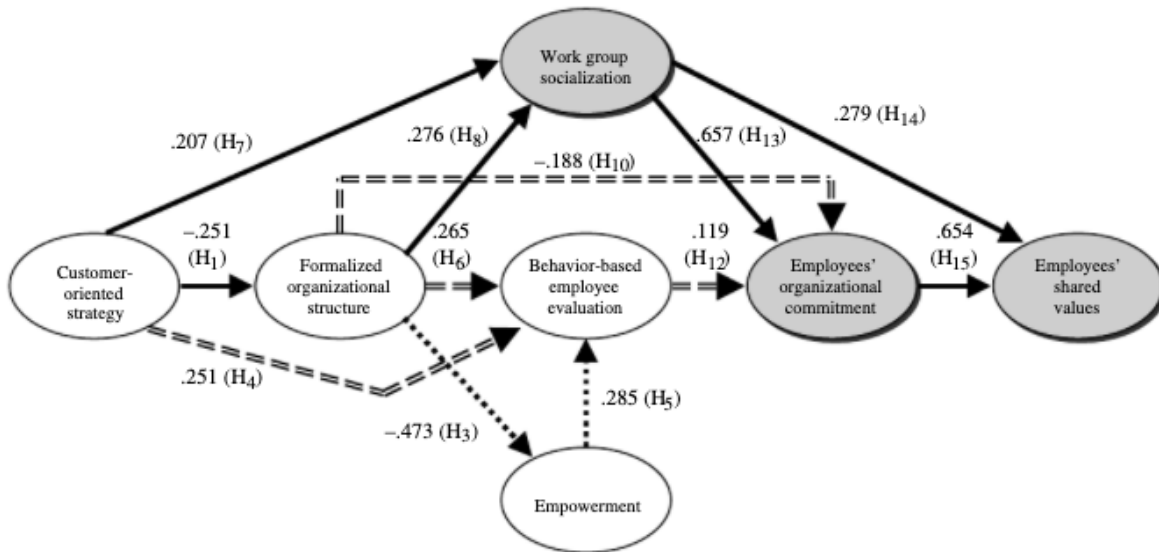 Work group
socialization
.207 (H7)
.276 (H8)
.657 (H13)
.279 (H14)
–.188 (H10)
–.251
(H1)
.265
(H6)
.119
(H12)
.654
(H15)
Customer-
oriented
strategy
Formalized
organizational
structure
Behavior-based
employee
evaluation
Employees'
organizational
commitment
Employees'
shared
values
.251 (H4)
–.473 (H3)
.285 (H5)
Empowerment